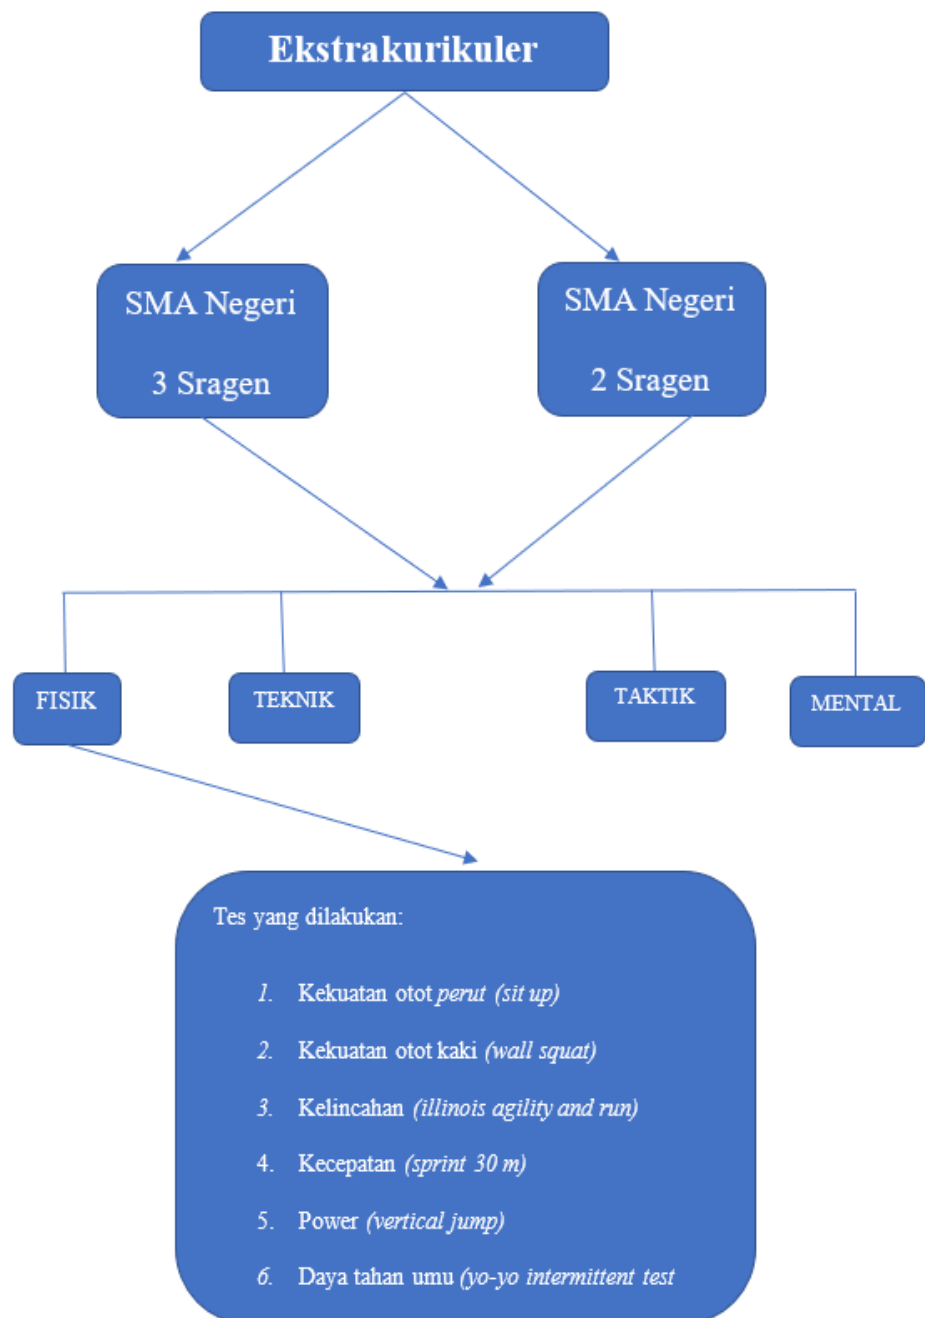 Ekstrakurikuler
SMA Negeri
3 Sragen
SMA Negeri
2 Sragen
FISIK
TEKNIK
TAKTIK
MENTAL
Tes yang dilakukan:
1. Kekuatan otot perut (sit up)
2. Kekuatan otot kaki (wall squat)
3. Kelincahan (illinois agility and run)
4. Kecepatan (sprint 30 m)
5. Power (vertical jump)
6. Daya tahan umu (yo-yo intermittent test